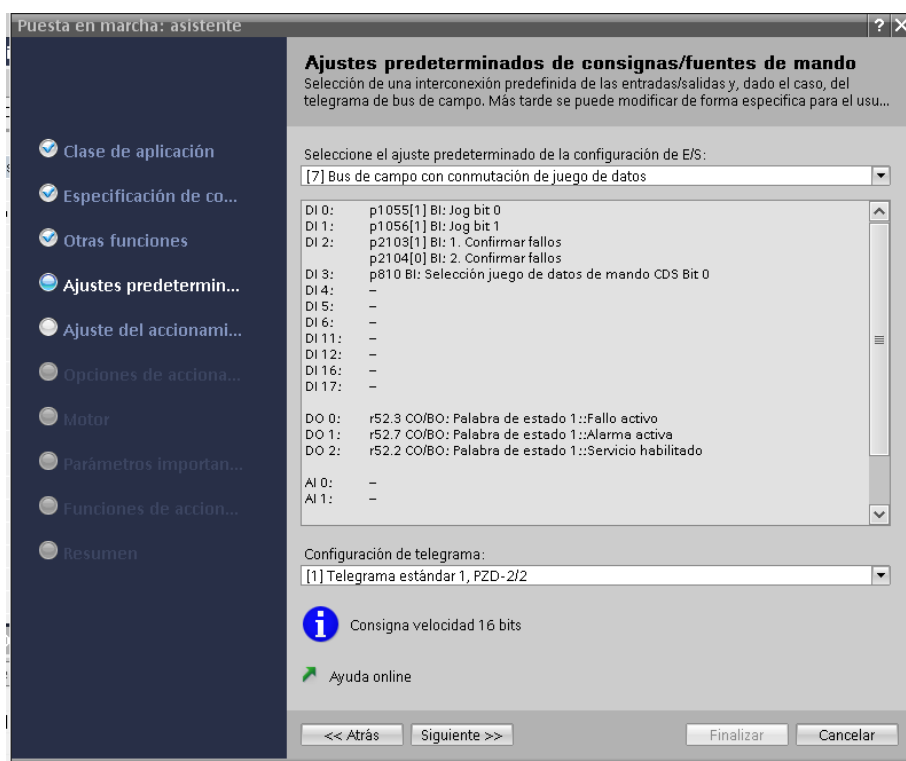 Puesta en marcha: asistente
? X
Ajustes predeterminados de consignas/fuentes de mando
Selección de una interconexión predefinida de las entradas/salidas y, dado el caso, del
telegrama de bus de campo. Más tarde se puede modificar de forma especifica para el usu...
Clase de aplicación
Especificación de co...
Otras funciones
Ajustes predetermin...
Ajuste del accionami...
Opciones de acciona...
Motor
Parámetros importan...
Funciones de accion...
Resumen
Seleccione el ajuste predeterminado de la configuración de E/S:
[7] Bus de campo con conmutación de juego de datos
DI 0: p1055[1] BI: Jog bit 0
DI 1: p1056[1] BI: Jog bit 1
DI 2: p2103[1] BI: 1. Confirmar fallos
p2104[0] BI: 2. Confirmar fallos
DI 3: p810 BI: Selección juego de datos de mando CDS Bit 0
DI 4: –
DI 5: –
DI 6: –
DI 11: –
DI 12: –
DI 16: –
DI 17: –
DO 0: r52.3 CO/BO: Palabra de estado 1::Fallo activo
DO 1: r52.7 CO/BO: Palabra de estado 1::Alarma activa
DO 2: r52.2 CO/BO: Palabra de estado 1::Servicio habilitado
AI 0: –
AI 1: –
Configuración de telegrama:
[1] Telegrama estándar 1, PZD-2/2
i Consigna velocidad 16 bits
Ayuda online
<< Atrás Siguiente >> Finalizar Cancelar